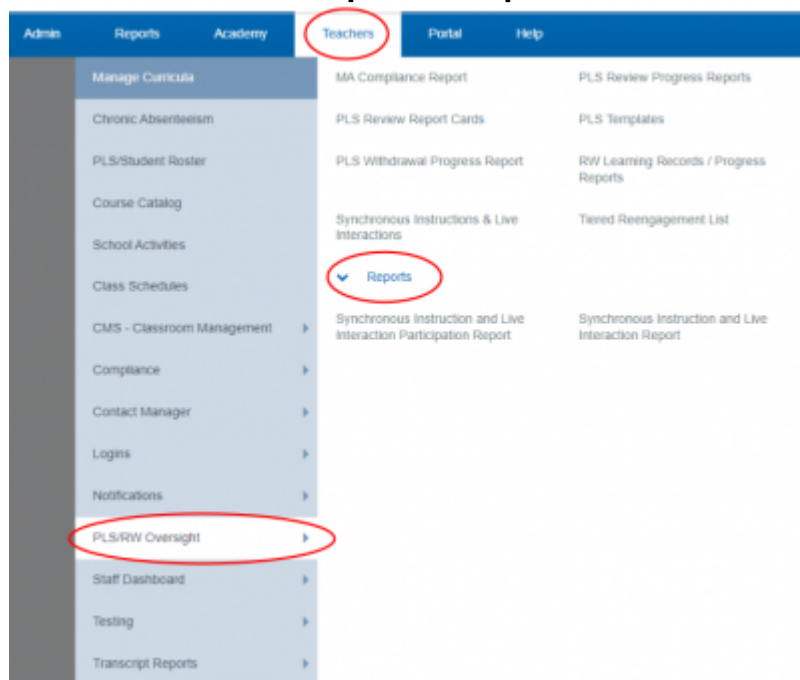 Admin Reports Academy Teachers Portal Help
Manage Curricula
Chronic Absenteeism
PLS/Student Roster
Course Catalog
School Activities
Class Schedules
CMS - Classroom Management
Compliance
Contact Manager
Logins
Notifications
PLS/RW Oversight
Staff Dashboard
Testing
Transcript Reports
MA Compliance Report PLS Review Progress Reports
PLS Review Report Cards PLS Templates
PLS Withdrawal Progress Report RW Learning Records / Progress
Reports
Synchronous Instructions & Live Tiered Reengagement List
Interactions
Reports
Synchronous Instruction and Live Synchronous Instruction and Live
Interaction Participation Report Interaction Report